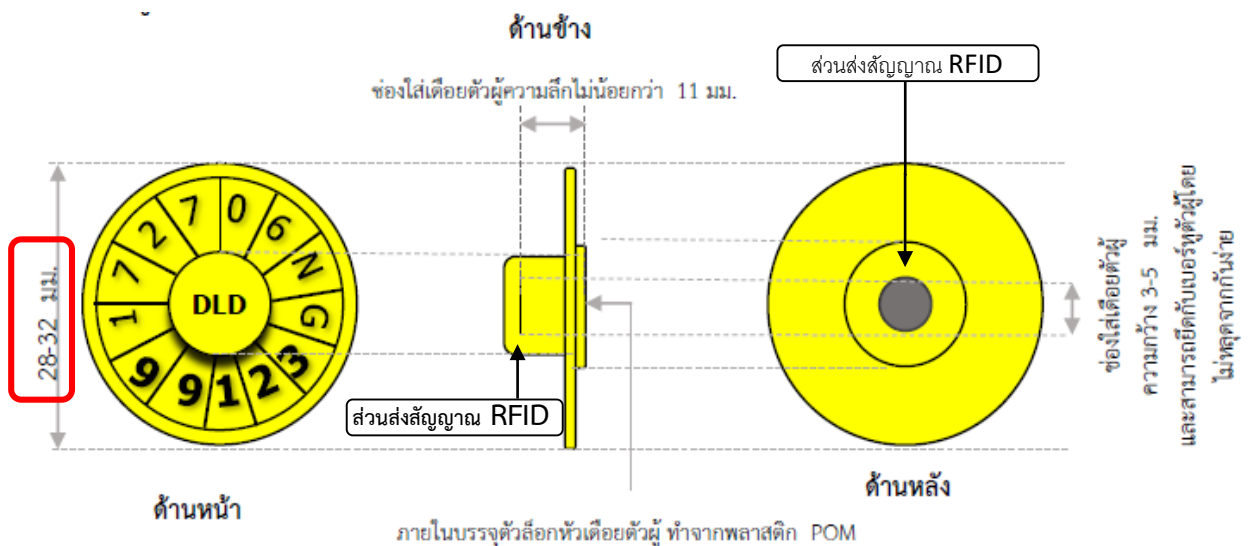 ด้านข้าง
ส่วนส่งสัญญาณ RFID
ช่องใส่เดือยตัวผู้ความลึกไม่น้อยกว่า 11 มม.
28-32 มม.
0 6 N G 3 2 1 9 9 1 7 2 7
DLD
ส่วนส่งสัญญาณ RFID
ช่องใส่เดือยตัวผู้
ความกว้าง 3-5 มม.
และสามารถยึดกับเบอร์หูตัวผู้โดย
ไม่หลุดจากกันง่าย
ด้านหน้า
ด้านหลัง
ภายในบรรจุตัวล็อกหัวเดือยตัวผู้ ทำจากพลาสติก POM